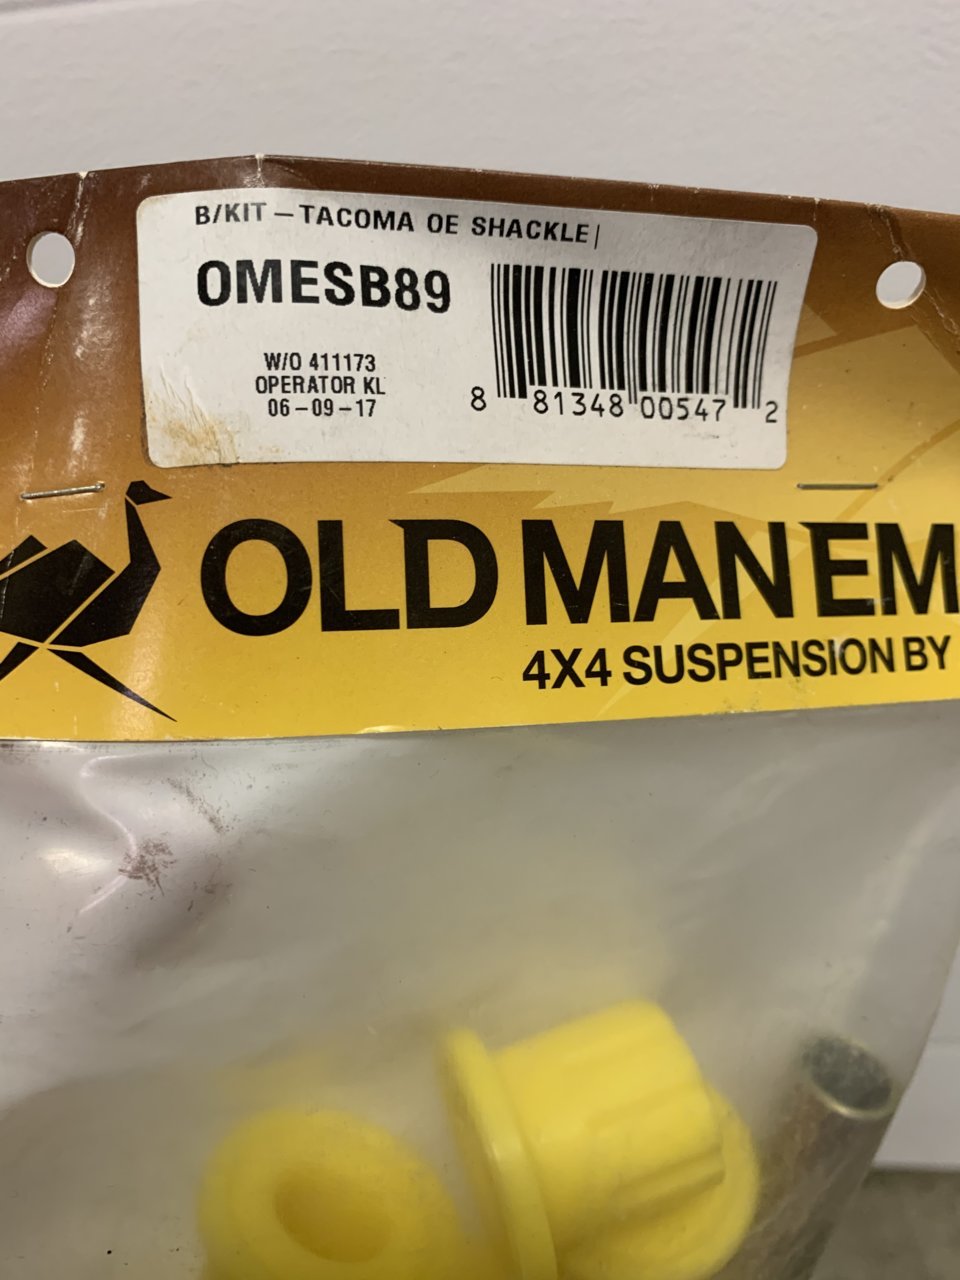 B/KIT – TACOMA OE SHACKLE|
OMESB89
W/O 411173
OPERATOR KL
06-09-17
8 81348 00547 2
OLD MAN EM
4X4 SUSPENSION BY